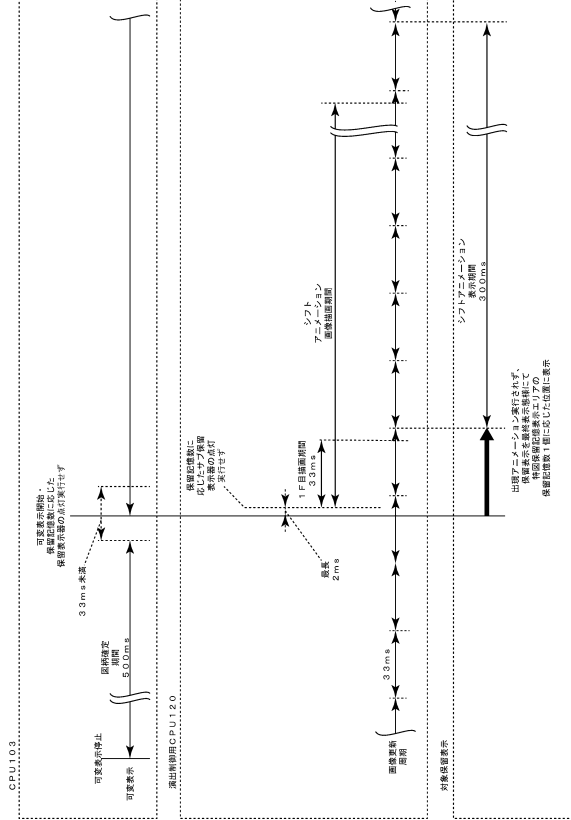 CPU103
可変表示停止
可変表示
図柄確定
期間
500ms
33ms未満
可変表示開始・
保留記憶数に応じた
保留表示器の点灯実行せず
演出制御用CPU120
保留記憶数に
応じたサブ保留
表示器の点灯
実行せず
最長
2ms
1F目描画期間
33ms
シフト
アニメーション
画像描画期間
画像更新
周期
33ms
対象保留表示
シフトアニメーション
表示期間
300ms
出現アニメーション実行されず、
保留表示を最終表示態様にて
特図保留記憶表示エリアの
保留記憶数1個に応じた位置に表示